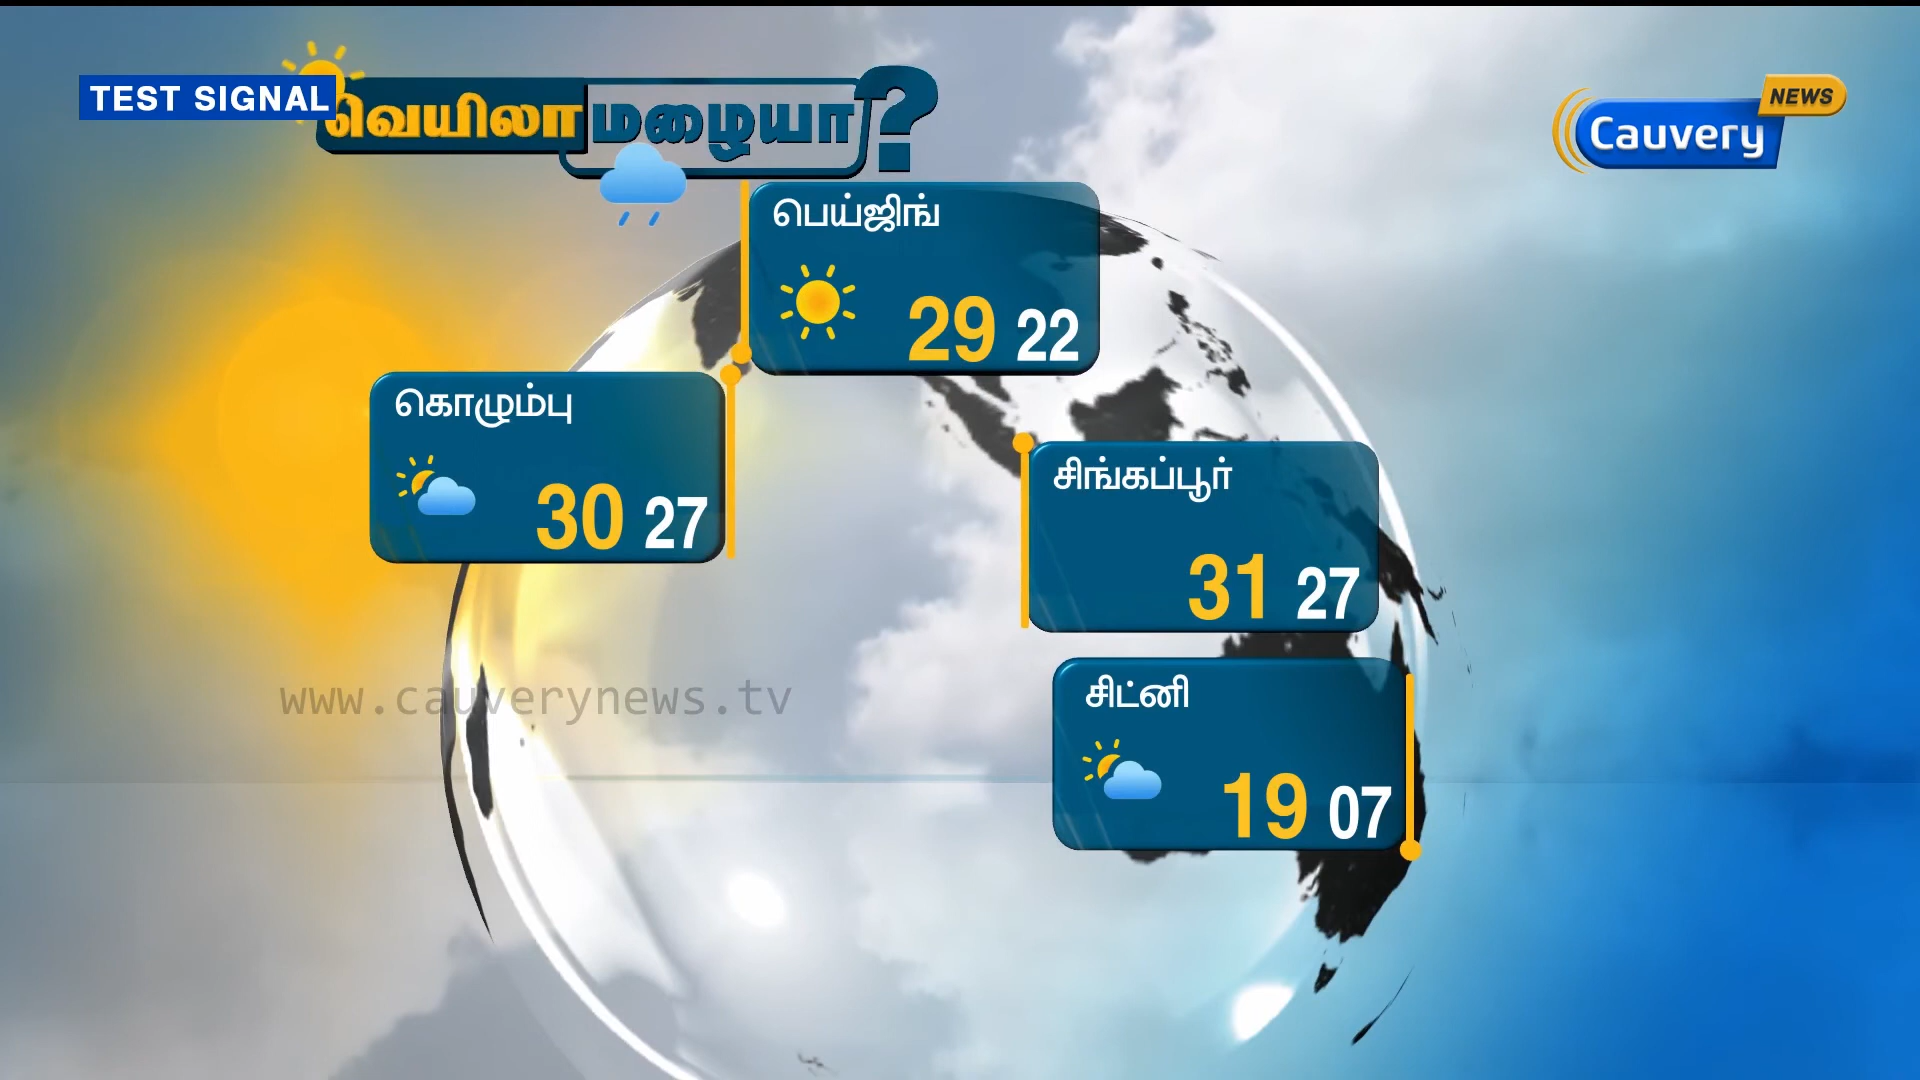 TEST SIGNAL
வெயிலா மழையா?
Cauvery NEWS
பெய்ஜிங்
29 22
கொழும்பு
30 27
சிங்கப்பூர்
31 27
சிட்னி
19 07
www.cauverynews.tv